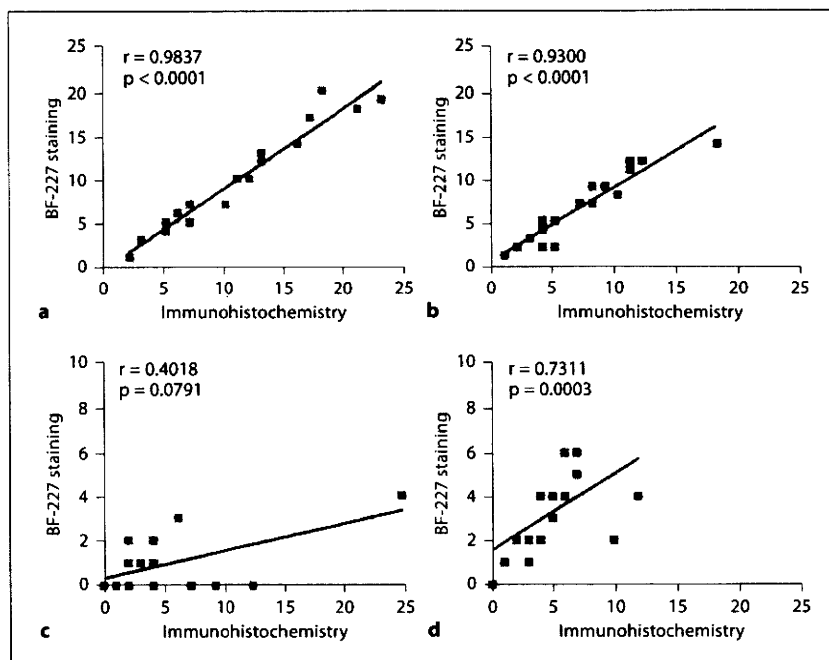 r = 0.9837
p < 0.0001
BF-227 staining
20
15
10
5
0
0 5 10 15 20 25
Immunohistochemistry
a
r = 0.9300
p < 0.0001
BF-227 staining
20
15
10
5
0
0 5 10 15 20 25
Immunohistochemistry
b
r = 0.4018
p = 0.0791
BF-227 staining
10
8
6
4
2
0
0 5 10 15 20 25
Immunohistochemistry
c
r = 0.7311
p = 0.0003
BF-227 staining
10
8
6
4
2
0
0 5 10 15 20 25
Immunohistochemistry
d